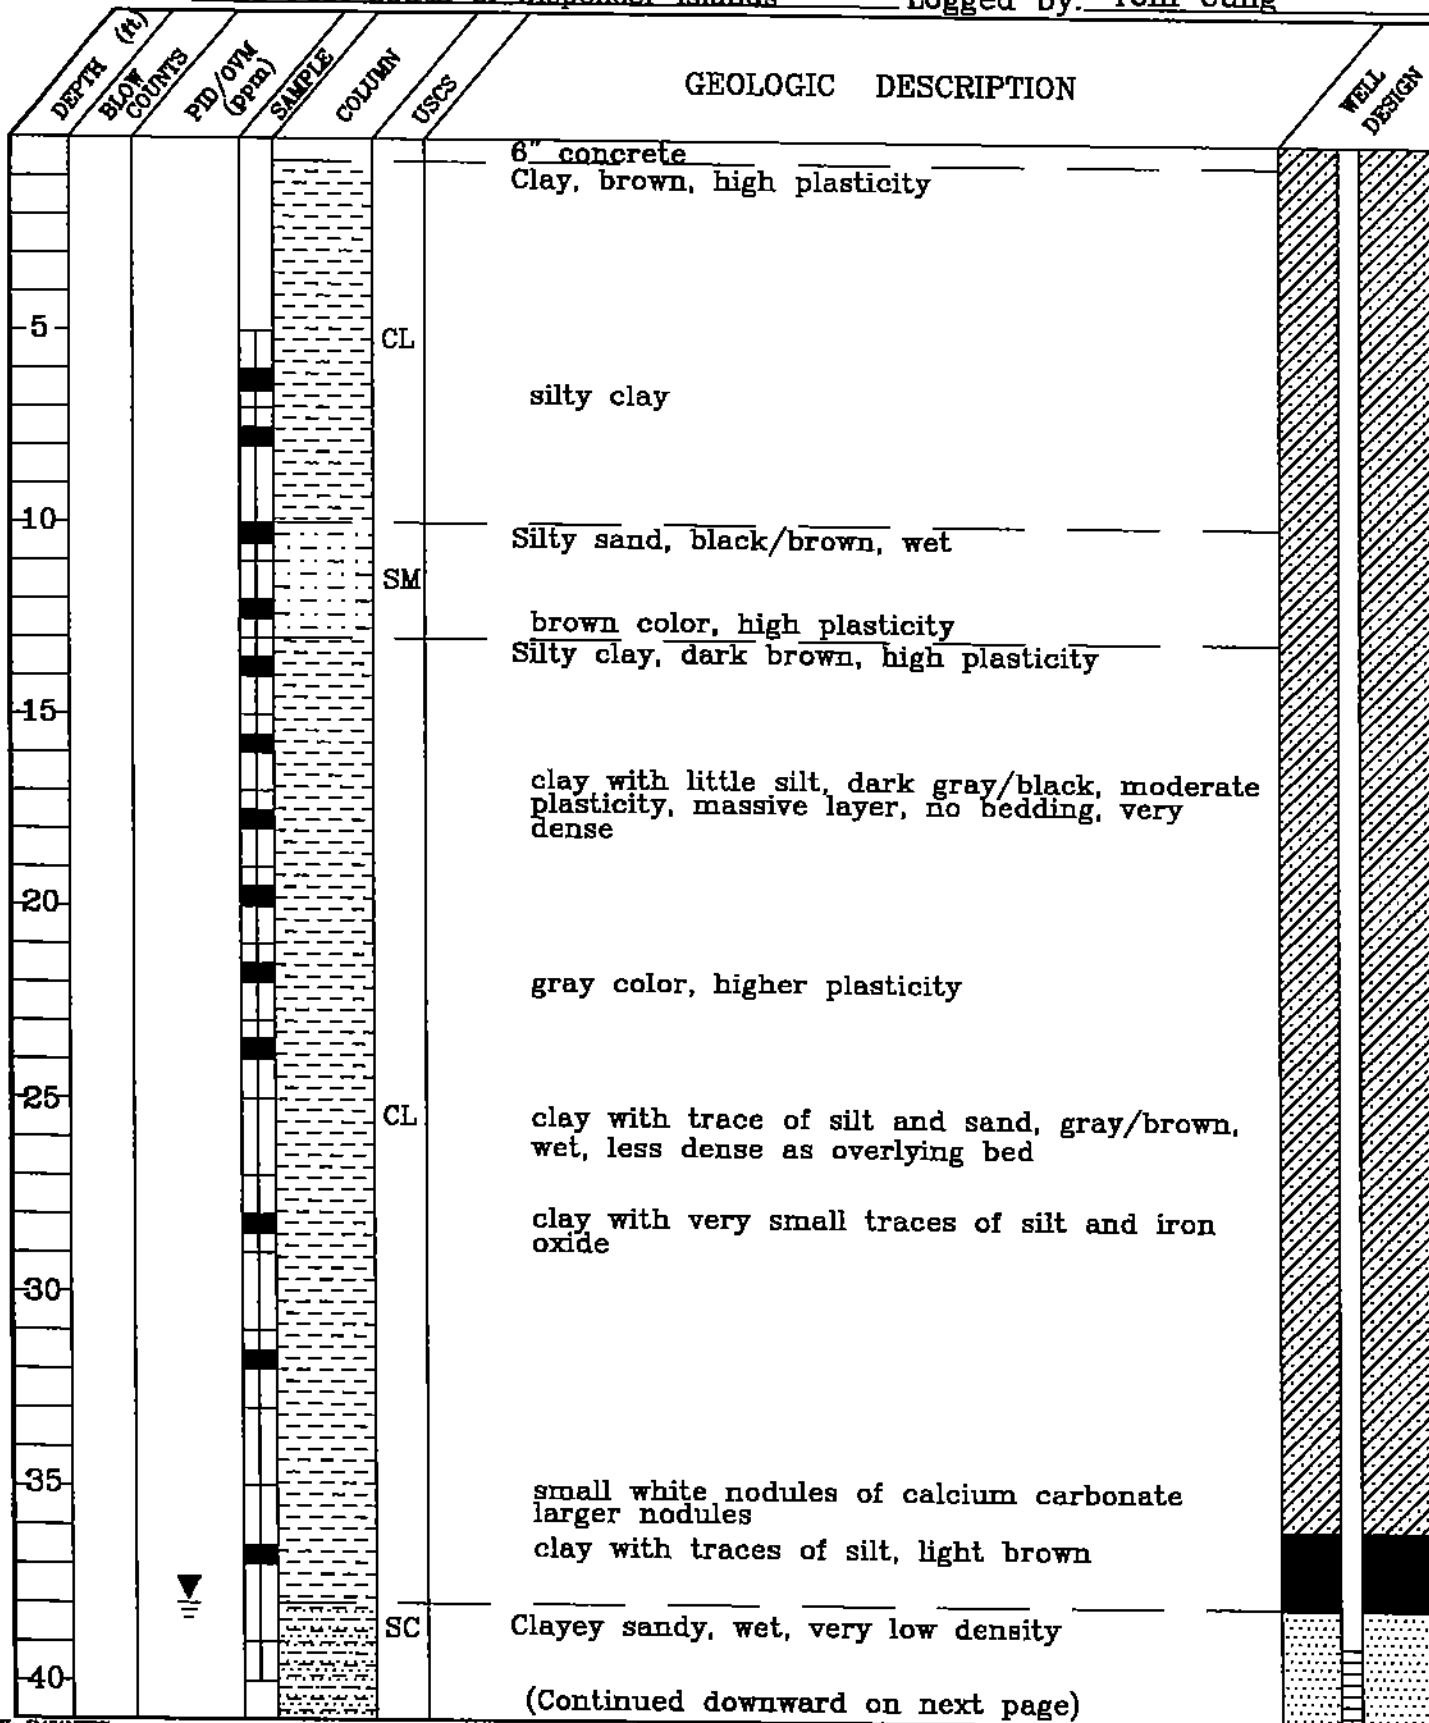 Logged by:
DEPTH (ft)
BLOW COUNTS
PID/OVM (ppm)
SAMPLE
COLUMN
USCS
GEOLOGIC DESCRIPTION
WELL DESIGN
6" concrete
Clay, brown, high plasticity
5
CL
silty clay
10
Silty sand, black/brown, wet
SM
brown color, high plasticity
Silty clay, dark brown, high plasticity
15
clay with little silt, dark gray/black, moderate
plasticity, massive layer, no bedding, very
dense
20
gray color, higher plasticity
25
CL
clay with trace of silt and sand, gray/brown,
wet, less dense as overlying bed
clay with very small traces of silt and iron
oxide
30
35
small white nodules of calcium carbonate
larger nodules
clay with traces of silt, light brown
SC
Clayey sandy, wet, very low density
40
(Continued downward on next page)